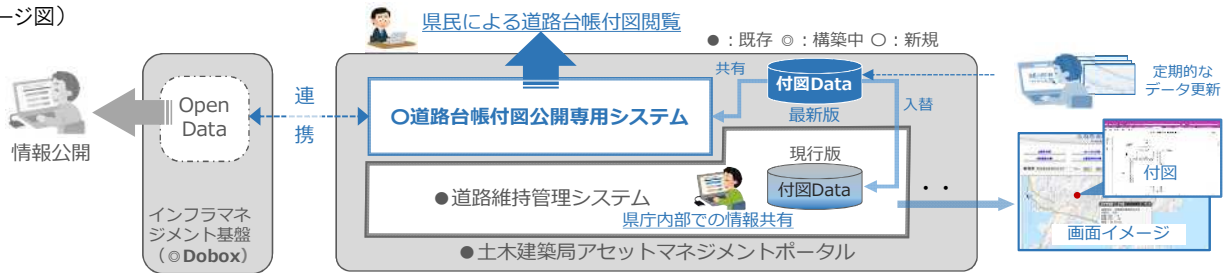 ージ図）
県民による道路台帳付図閲覧
●：既存 ◎：構築中 〇：新規
共有
付図Data
最新版
入替
定期的な
データ更新
Open
Data
連
携
〇道路台帳付図公開専用システム
情報公開
現行版
付図Data
●道路維持管理システム
県庁内部での情報共有
・・
付図
画面イメージ
インフラマネ
ジメント基盤
（◎Dobox）
●土木建築局アセットマネジメントポータル